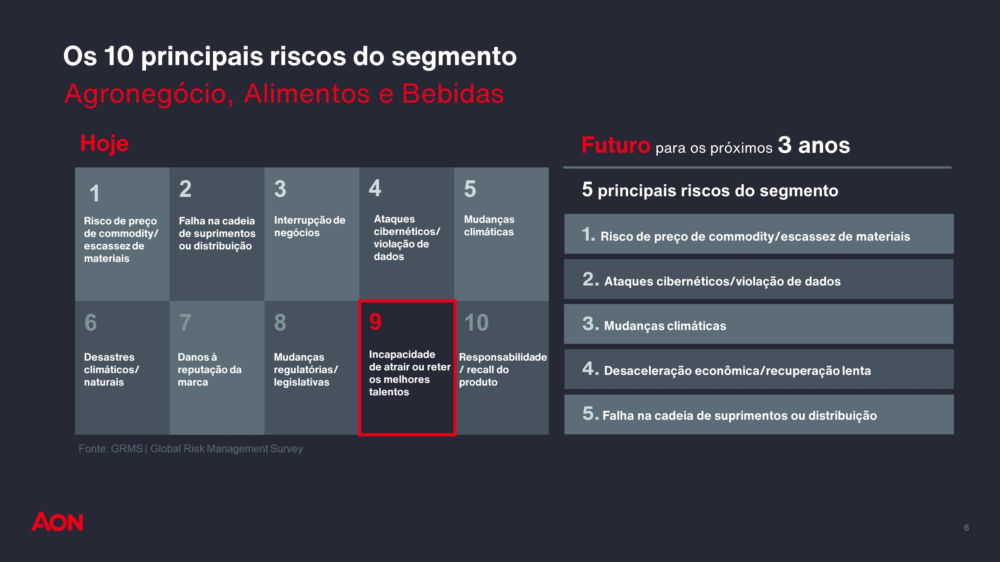 Os 10 principais riscos do segmento
Agronegócio, Alimentos e Bebidas
Hoje
1
Risco de preço
de commodity/
escassez de
materiais
2
Falha na cadeia
de suprimentos
ou distribuição
3
Interrupção de
negócios
4
Ataques
cibernéticos/
violação de
dados
5
Mudanças
climáticas
6
Desastres
climáticos/
naturais
7
Danos à
reputação da
marca
8
Mudanças
regulatórias/
legislativas
9
Incapacidade
de atrair ou reter
os melhores
talentos
10
Responsabilidade
/ recall do
produto
Fonte: GRMS | Global Risk Management Survey
Futuro para os próximos 3 anos
5 principais riscos do segmento
1. Risco de preço de commodity/escassez de materiais
2. Ataques cibernéticos/violação de dados
3. Mudanças climáticas
4. Desaceleração econômica/recuperação lenta
5. Falha na cadeia de suprimentos ou distribuição
AON
6